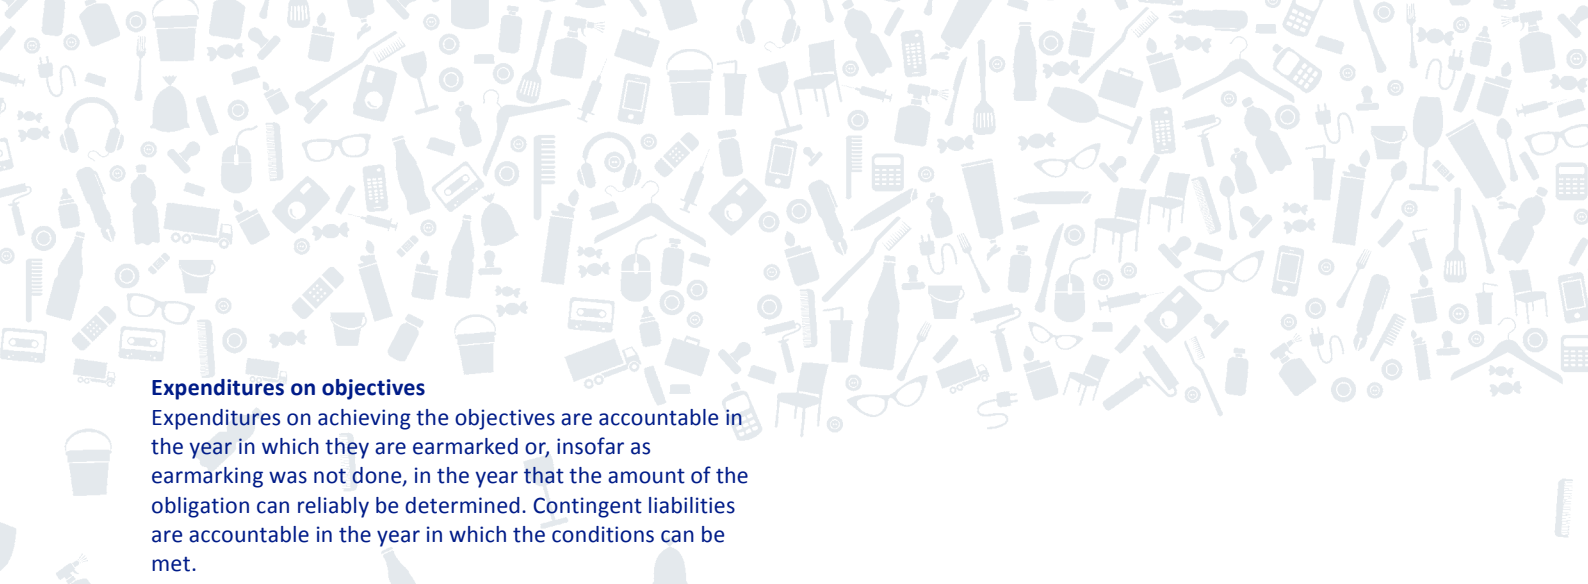 Expenditures on objectives
Expenditures on achieving the objectives are accountable in
the year in which they are earmarked or, insofar as
earmarking was not done, in the year that the amount of the
obligation can reliably be determined. Contingent liabilities
are accountable in the year in which the conditions can be
met.